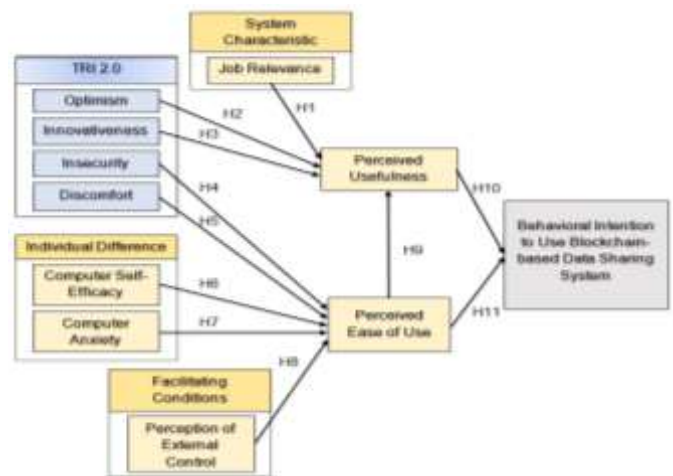 System
Characteristic
Job Relevance
TRI 2.0
Optimism
Innovativeness
Insecurity
Discomfort
H1
H2
H3
H4
H5
Perceived
Usefulness
H10
H9
Behavioral Intention
to Use Blockchain-
based Data Sharing
System
Individual Difference
Computer Self-
Efficacy
Computer
Anxiety
H6
H7
H8
Perceived
Ease of Use
H11
Facilitating
Conditions
Perception of
External
Control